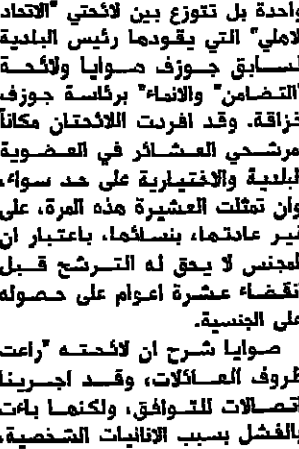 واحدة بل تتوزع بين لائحتي "الاتحاد
الاهلي" التي يقودها رئيس البلدية
السابق جوزف صوايا ولائحة
"التضامن" والانماء" برئاسة جوزف
خزاقة. وقد افردت اللائحتان مكاناً
لمرشحي العشائر في العضوية
البلدية والاختيارية على حد سواء،
وان تمثلت العشيرة هذه المرة، على
غير عادتها، بنسائها، باعتبار ان
المجنس لا يحق له الترشح قبل
انقضاء عشرة اعوام على حصوله
على الجنسية.
صوايا شرح ان لائحته "راعت
ظروف العائلات، وقد اجرينا
اتصالات للتوافق، ولكنها باءت
بالفشل بسبب الانانيات الشخصية،